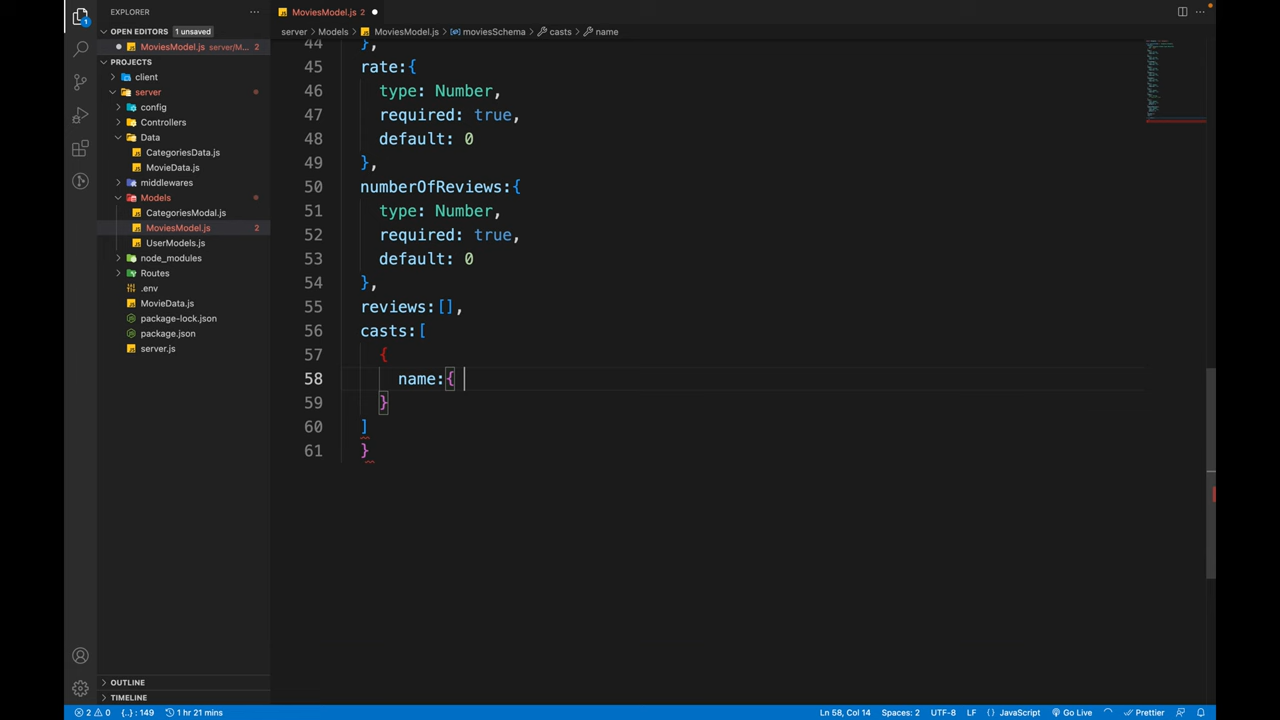 EXPLORER
MoviesModel.js 2
OPEN EDITORS 1 unsaved
MoviesModel.js server/M... 2
server > Models > MoviesModel.js > moviesSchema > casts > name
PROJECTS
client
server
config
Controllers
Data
CategoriesData.js
MovieData.js
middlewares
Models
CategoriesModal.js
MoviesModel.js 2
UserModels.js
node_modules
Routes
.env
MovieData.js
package-lock.json
package.json
server.js
44 },
45 rate:{
46 type: Number,
47 required: true,
48 default: 0
49 },
50 numberOfReviews:{
51 type: Number,
52 required: true,
53 default: 0
54 },
55 reviews:[],
56 casts:[
57 {
58 name:{
59 }
60 ]
61 }
OUTLINE
TIMELINE
2 0 {..} : 149 1 hr 21 mins Ln 58, Col 14 Spaces: 2 UTF-8 LF {} JavaScript Go Live Prettier